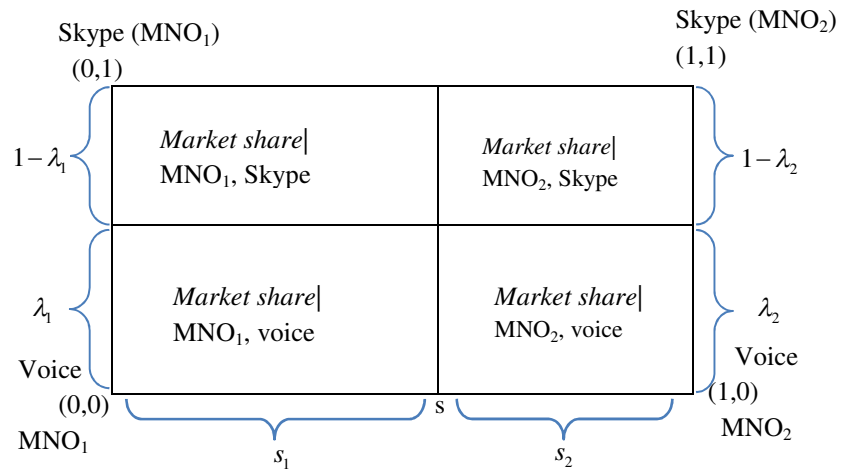 Skype (MNO₁)
Skype (MNO₂)
(0,1)
(1,1)
Market share|
MNO₁, Skype
Market share|
MNO₂, Skype
1−λ₁
1−λ₂
Market share|
MNO₁, voice
Market share|
MNO₂, voice
λ₁
λ₂
Voice
Voice
(0,0)
s
(1,0)
MNO₁
MNO₂
s₁
s₂